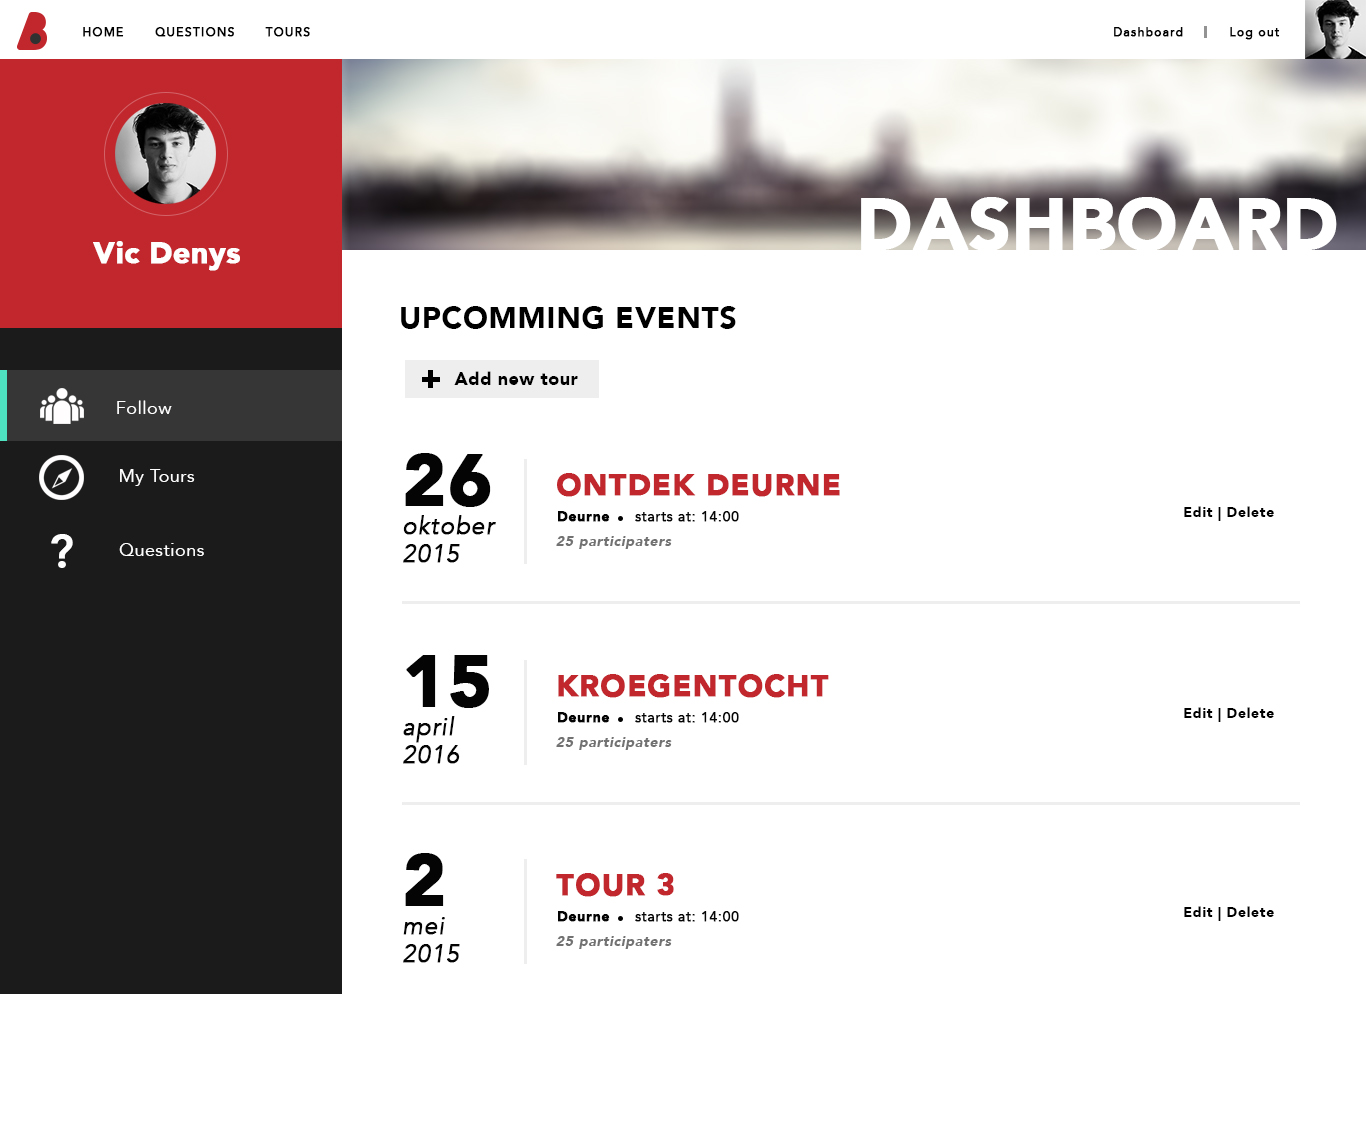 B
HOME QUESTIONS TOURS Dashboard | Log out
Vic Denys
DASHBOARD
Follow
My Tours
Questions
UPCOMMING EVENTS
Add new tour
26
oktober
2015
ONTDEK DEURNE
Deurne • starts at: 14:00
25 participaters
Edit | Delete
15
april
2016
KROEGENTOCHT
Deurne • starts at: 14:00
25 participaters
Edit | Delete
2
mei
2015
TOUR 3
Deurne • starts at: 14:00
25 participaters
Edit | Delete